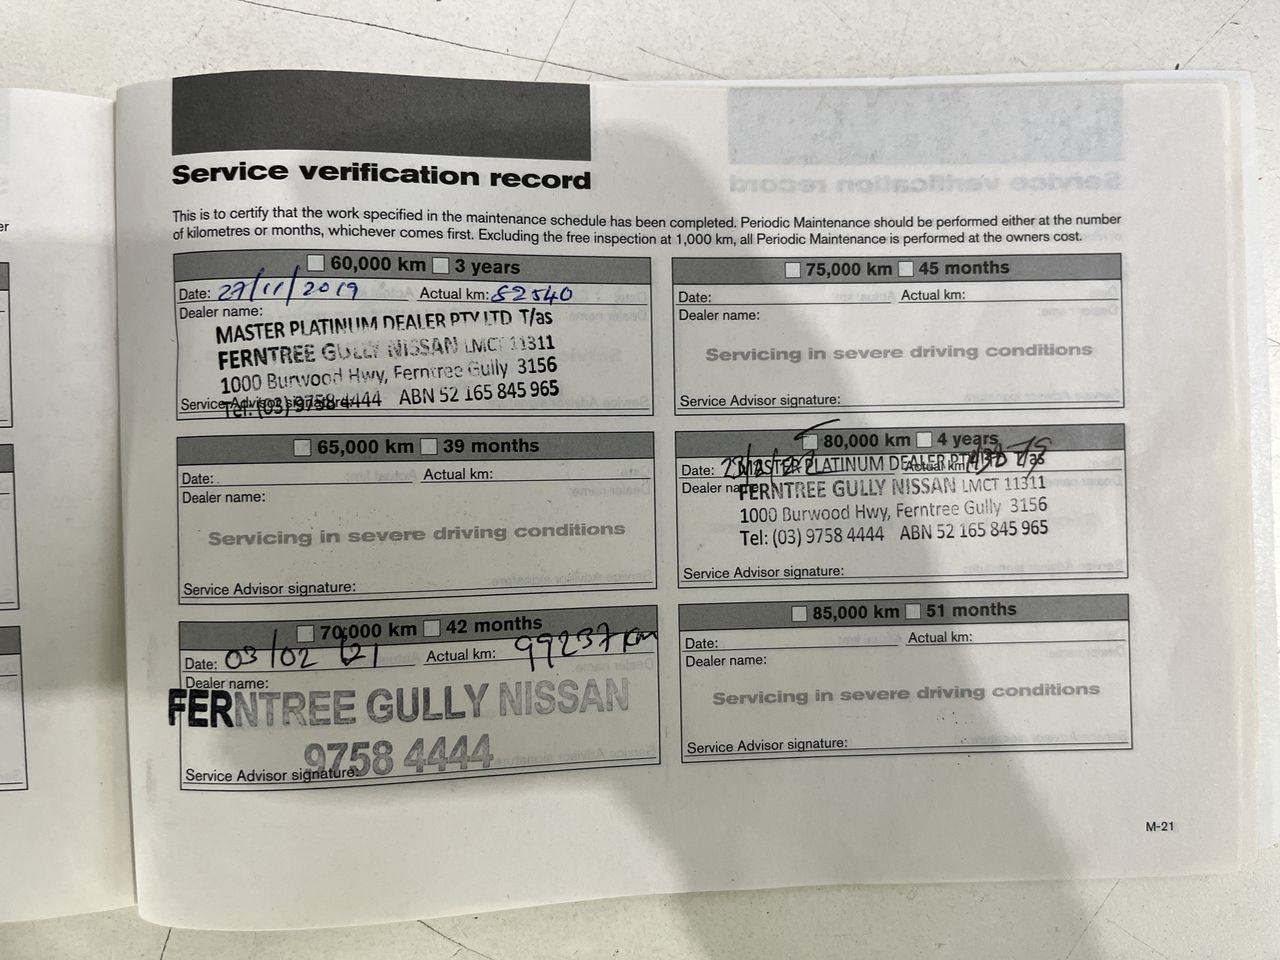 Service verification record
This is to certify that the work specified in the maintenance schedule has been completed. Periodic Maintenance should be performed either at the number
of kilometres or months, whichever comes first. Excluding the free inspection at 1,000 km, all Periodic Maintenance is performed at the owners cost.
60,000 km 3 years
Date: 27/11/2019 Actual km: 82540
Dealer name:
MASTER PLATINUM DEALER PTY LTD T/as
FERNTREE GULLY NISSAN LMCT 11311
1000 Burwood Hwy, Ferntree Gully 3156
Tel: (03) 9758 4444 ABN 52 165 845 965
Service Advisor signature:
65,000 km 39 months
Date: Actual km:
Dealer name:
Servicing in severe driving conditions
Service Advisor signature:
70,000 km 42 months
Date: 03/02/21 Actual km: 99237 km
Dealer name:
FERNTREE GULLY NISSAN
9758 4444
Service Advisor signature:
75,000 km 45 months
Date: Actual km:
Dealer name:
Servicing in severe driving conditions
Service Advisor signature:
80,000 km 4 years
Date: Actual km:
Dealer name:
MASTER PLATINUM DEALER PTY LTD T/as
FERNTREE GULLY NISSAN LMCT 11311
1000 Burwood Hwy, Ferntree Gully 3156
Tel: (03) 9758 4444 ABN 52 165 845 965
Service Advisor signature:
85,000 km 51 months
Date: Actual km:
Dealer name:
Servicing in severe driving conditions
Service Advisor signature:
M-21